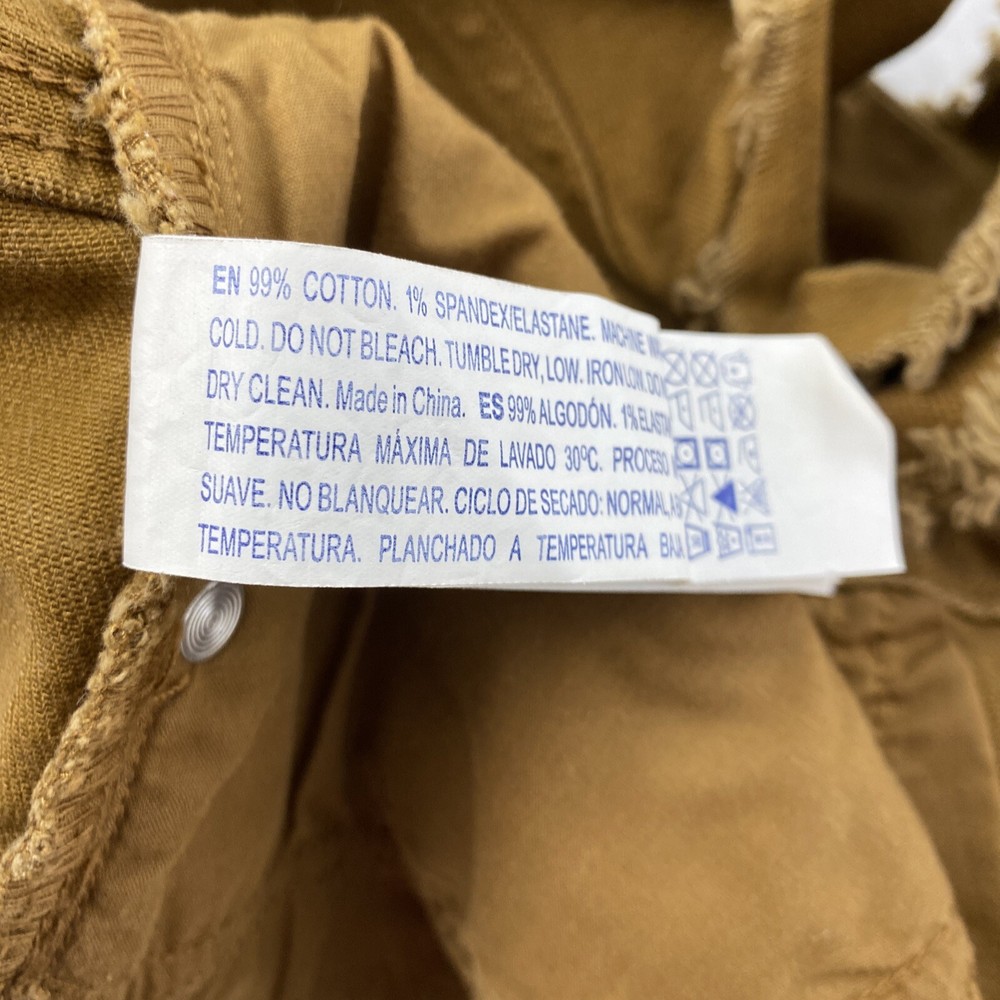 EN 99% COTTON. 1% SPANDEX/ELASTANE. MACHINE
COLD. DO NOT BLEACH. TUMBLE DRY, LOW. IRON LOW. DO
DRY CLEAN. Made in China. ES 99% ALGODÓN. 1%
TEMPERATURA MÁXIMA DE LAVADO 30ºC. PROCESO
SUAVE. NO BLANQUEAR. CICLO DE SECADO: NORMAL,
TEMPERATURA. PLANCHADO A TEMPERATURA BAJA